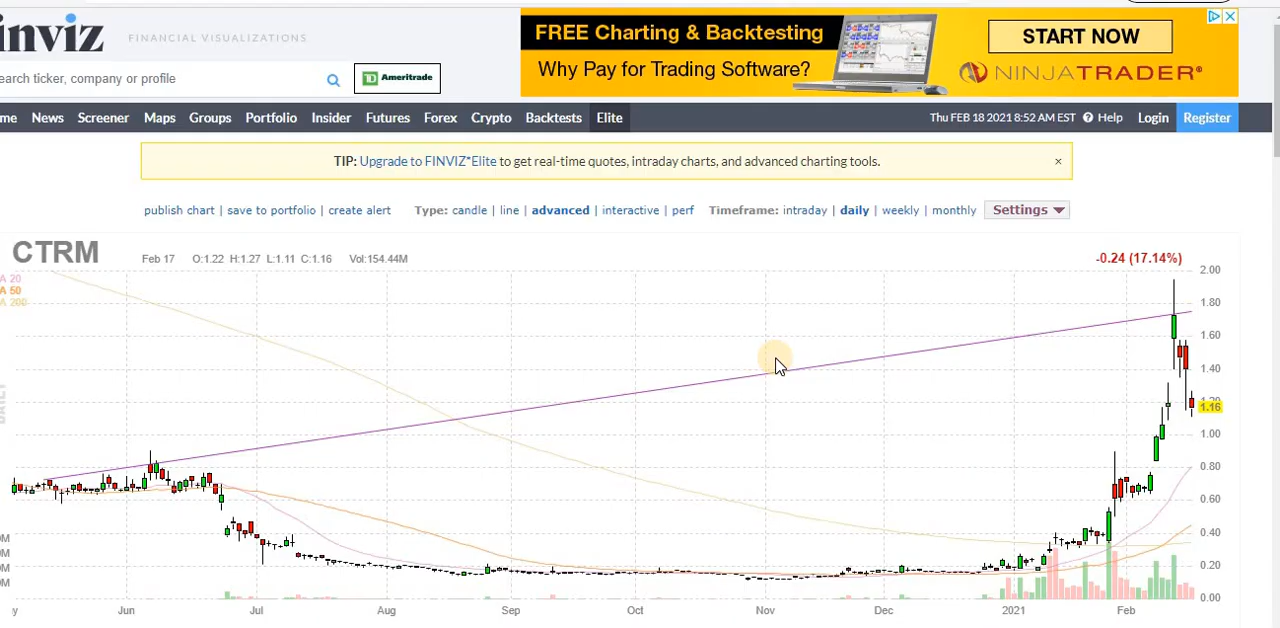 FREE Charting & Backtesting
Why Pay for Trading Software?
START NOW
NINJATRADER®
inviz FINANCIAL VISUALIZATIONS
earch ticker, company or profile
Ameritrade
me News Screener Maps Groups Portfolio Insider Futures Forex Crypto Backtests Elite Thu FEB 18 2021 8:52 AM EST Help Login Register
TIP: Upgrade to FINVIZ*Elite to get real-time quotes, intraday charts, and advanced charting tools. ×
publish chart | save to portfolio | create alert Type: candle | line | advanced | interactive | perf Timeframe: intraday | daily | weekly | monthly Settings
CTRM Feb 17 O:1.22 H:1.27 L:1.11 C:1.16 Vol:154.44M -0.24 (17.14%)
A 20
A 50
A 200
2.00
1.80
1.60
1.40
1.20
1.16
1.00
0.80
0.60
0.40
0.20
0.00
0M
0M
0M
0M
y Jun Jul Aug Sep Oct Nov Dec 2021 Feb